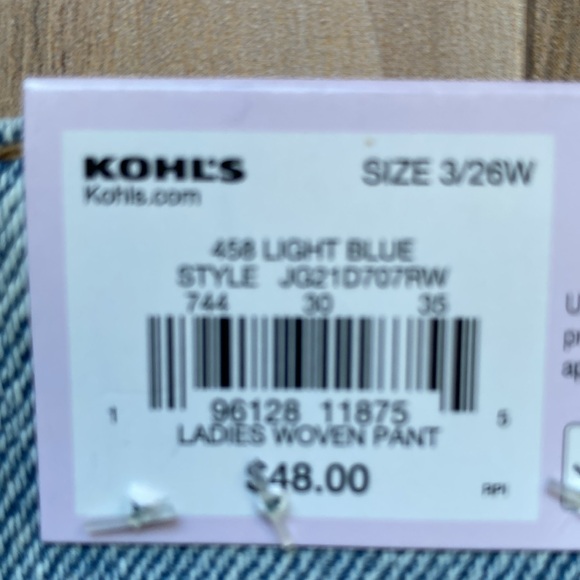 KOHL'S
SIZE 3/26W
Kohls.com
458 LIGHT BLUE
STYLE JG21D707RW
744 30 35
1 96128 11875 5
LADIES WOVEN PANT
$48.00